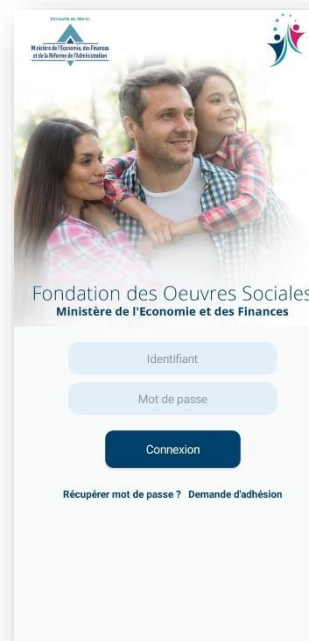 Royaume du Maroc
Ministère de l'Economie, des Finances
et de la Réforme de l'Administration
Fondation des Oeuvres Sociales
Ministère de l'Economie et des Finances
Identifiant
Mot de passe
Connexion
Récupérer mot de passe ? Demande d'adhésion